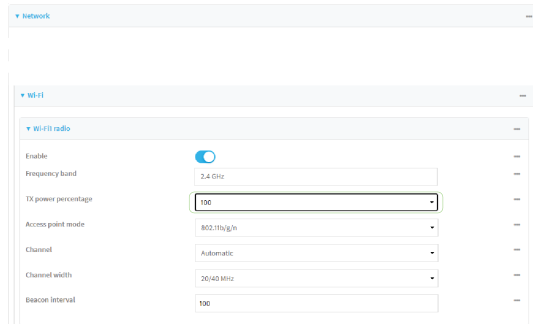 Network
Wi-Fi
Wi-Fi1 radio
Enable
Frequency band
2.4 GHz
TX power percentage
100
Access point mode
802.11b/g/n
Channel
Automatic
Channel width
20/40 MHz
Beacon interval
100